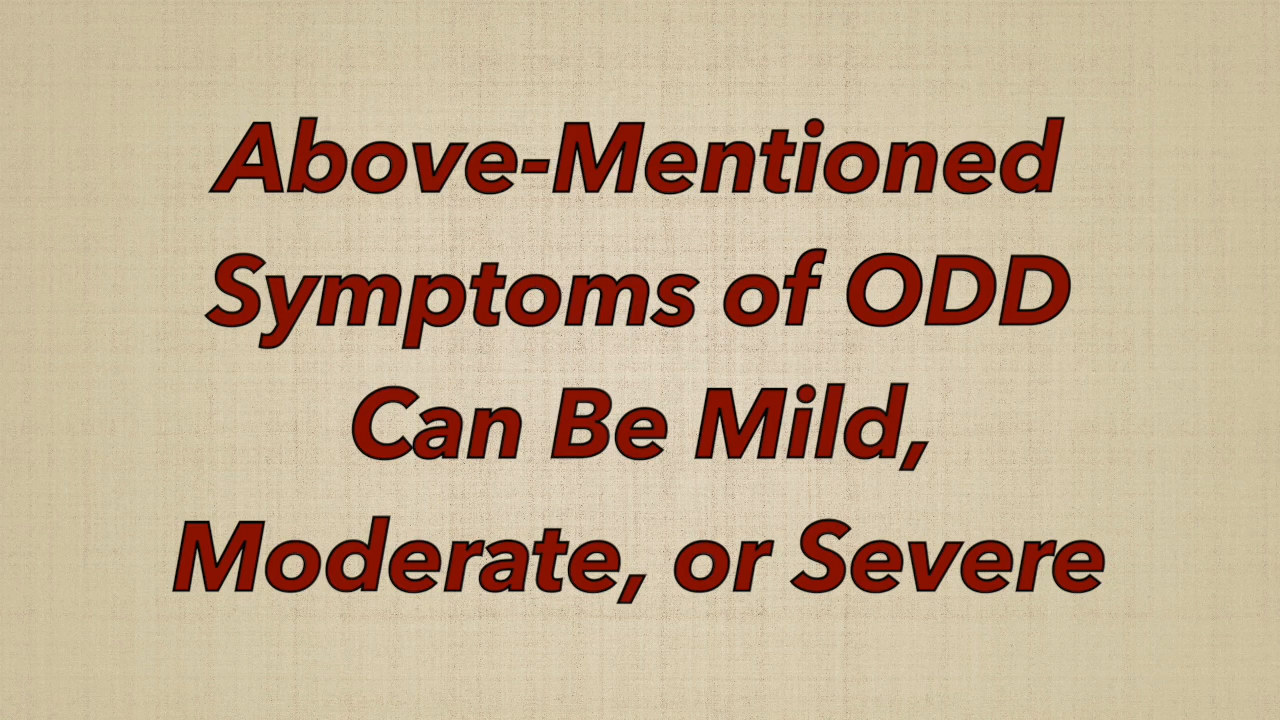 Above-Mentioned
Symptoms of ODD
Can Be Mild,
Moderate, or Severe